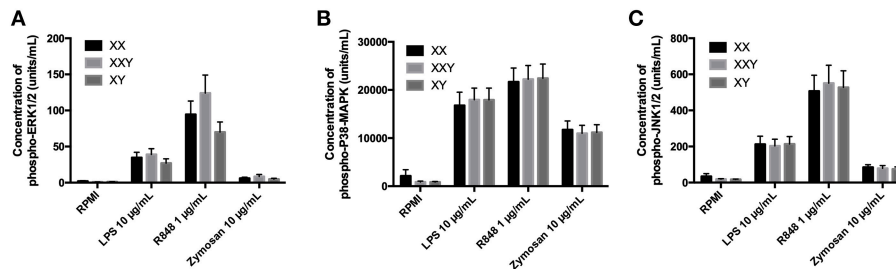 A
Concentration of
phospho-ERK1/2 (units/mL)
200
150
100
50
0
XX
XXY
XY
RPMI
LPS 10 µg/mL
R848 1 µg/mL
Zymosan 10 µg/mL
B
Concentration of
phospho-P38-MAPK (units/mL)
30000
20000
10000
0
XX
XXY
XY
RPMI
LPS 10 µg/mL
R848 1 µg/mL
Zymosan 10 µg/mL
C
Concentration of
phospho-JNK1/2 (units/mL)
800
600
400
200
0
XX
XXY
XY
RPMI
LPS 10 µg/mL
R848 1 µg/mL
Zymosan 10 µg/mL